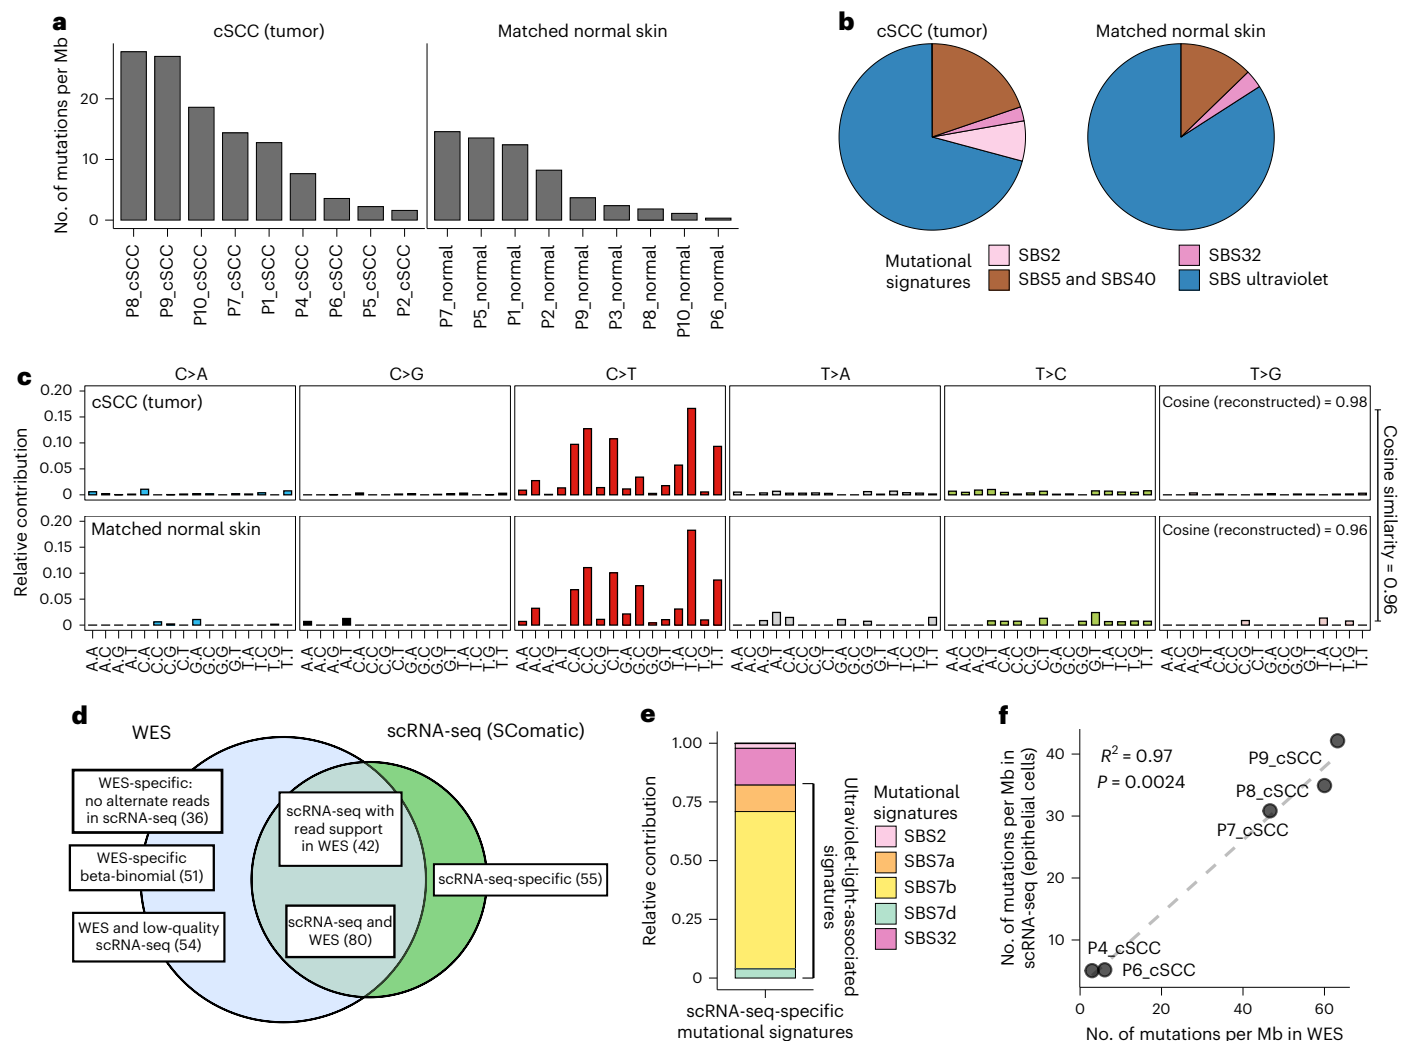 a
cSCC (tumor)
Matched normal skin
No. of mutations per Mb
20
10
0
P8_cSCC
P9_cSCC
P10_cSCC
P7_cSCC
P1_cSCC
P4_cSCC
P6_cSCC
P5_cSCC
P2_cSCC
P7_normal
P5_normal
P1_normal
P2_normal
P9_normal
P3_normal
P8_normal
P10_normal
P6_normal
b
cSCC (tumor)
Matched normal skin
Mutational
signatures
SBS2
SBS32
SBS5 and SBS40
SBS ultraviolet
c
C>A
C>G
C>T
T>A
T>C
T>G
Relative contribution
0.20
0.15
0.10
0.05
0
cSCC (tumor)
Cosine (reconstructed) = 0.98
0.20
0.15
0.10
0.05
0
Matched normal skin
Cosine (reconstructed) = 0.96
Cosine similarity = 0.96
A.A A.C A.G A.T C.A C.C C.G C.T G.A G.C G.G G.T T.A T.C T.G T.T
A.A A.C A.G A.T C.A C.C C.G C.T G.A G.C G.G G.T T.A T.C T.G T.T
A.A A.C A.G A.T C.A C.C C.G C.T G.A G.C G.G G.T T.A T.C T.G T.T
A.A A.C A.G A.T C.A C.C C.G C.T G.A G.C G.G G.T T.A T.C T.G T.T
A.A A.C A.G A.T C.A C.C C.G C.T G.A G.C G.G G.T T.A T.C T.G T.T
A.A A.C A.G A.T C.A C.C C.G C.T G.A G.C G.G G.T T.A T.C T.G T.T
d
WES
scRNA-seq (SComatic)
WES-specific:
no alternate reads
in scRNA-seq (36)
WES-specific
beta-binomial (51)
WES and low-quality
scRNA-seq (54)
scRNA-seq with
read support
in WES (42)
scRNA-seq and
WES (80)
scRNA-seq-specific (55)
e
Relative contribution
1.00
0.75
0.50
0.25
0
scRNA-seq-specific
mutational signatures
Ultraviolet-light-associated
signatures
Mutational
signatures
SBS2
SBS7a
SBS7b
SBS7d
SBS32
f
No. of mutations per Mb in
scRNA-seq (epithelial cells)
40
30
20
10
R² = 0.97
P = 0.0024
P9_cSCC
P8_cSCC
P7_cSCC
P4_cSCC
P6_cSCC
0
20
40
60
No. of mutations per Mb in WES